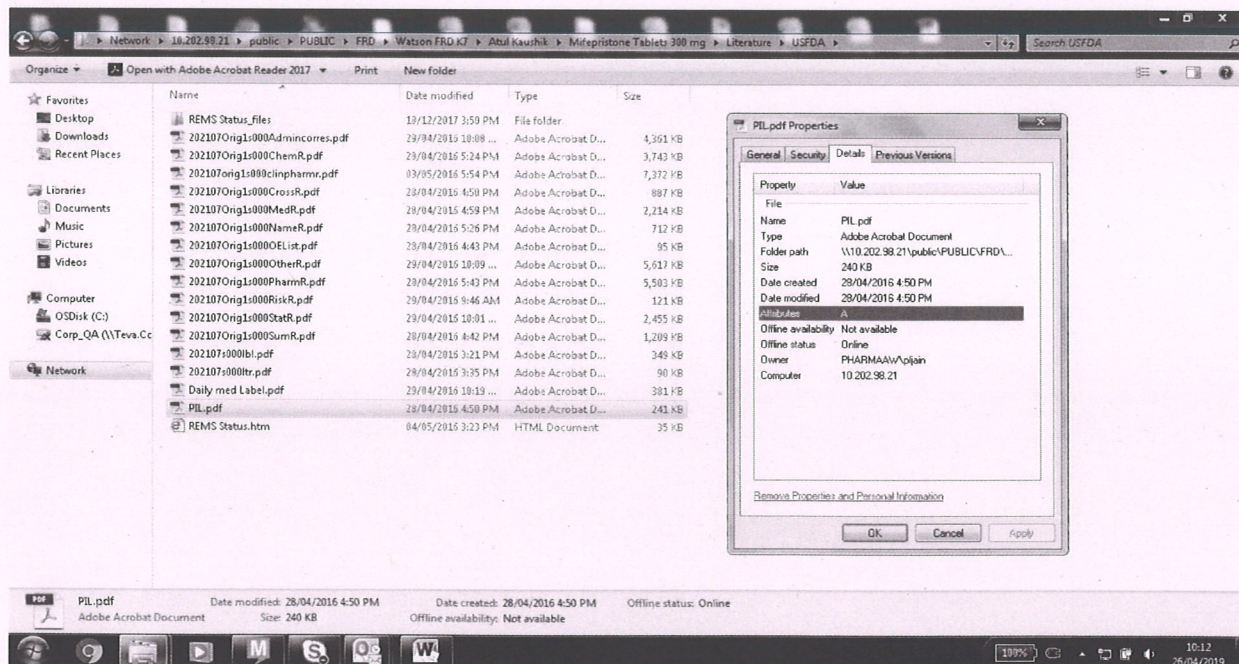 Network ▸ 10.202.98.21 ▸ public ▸ PUBLIC ▸ FRD ▸ Watson FRD K7 ▸ Atul Kaushik ▸ Mifepristone Tablets 300 mg ▸ Literature ▸ USFDA ▸ Search USFDA
Organize Open with Adobe Acrobat Reader 2017 Print New folder
Favorites
Desktop
Downloads
Recent Places
Libraries
Documents
Music
Pictures
Videos
Computer
OSDisk (C:)
Corp_QA (\\Teva.Cc
Network
Name Date modified Type Size
REMS Status_files 18/12/2017 3:59 PM File folder
202107Orig1s000Admincorres.pdf 29/04/2016 10:08 ... Adobe Acrobat D... 4,361 KB
202107Orig1s000ChemR.pdf 28/04/2016 5:24 PM Adobe Acrobat D... 3,743 KB
202107orig1s000clinpharmr.pdf 03/05/2016 5:54 PM Adobe Acrobat D... 7,372 KB
202107Orig1s000CrossR.pdf 28/04/2016 4:50 PM Adobe Acrobat D... 887 KB
202107Orig1s000MedR.pdf 28/04/2016 4:59 PM Adobe Acrobat D... 2,214 KB
202107Orig1s000NameR.pdf 28/04/2016 5:26 PM Adobe Acrobat D... 712 KB
202107Orig1s000OEList.pdf 28/04/2016 4:43 PM Adobe Acrobat D... 95 KB
202107Orig1s000OtherR.pdf 29/04/2016 10:09 ... Adobe Acrobat D... 5,617 KB
202107Orig1s000PharmR.pdf 28/04/2016 5:43 PM Adobe Acrobat D... 5,503 KB
202107Orig1s000RiskR.pdf 29/04/2016 9:46 AM Adobe Acrobat D... 121 KB
202107Orig1s000StatR.pdf 29/04/2016 10:01 ... Adobe Acrobat D... 2,455 KB
202107Orig1s000SumR.pdf 28/04/2016 4:42 PM Adobe Acrobat D... 1,209 KB
202107s000lbl.pdf 28/04/2016 3:21 PM Adobe Acrobat D... 349 KB
202107s000ltr.pdf 28/04/2016 3:35 PM Adobe Acrobat D... 90 KB
Daily med Label.pdf 29/04/2016 10:19 ... Adobe Acrobat D... 381 KB
PIL.pdf 28/04/2016 4:50 PM Adobe Acrobat D... 241 KB
REMS Status.htm 04/05/2016 3:23 PM HTML Document 35 KB
PIL.pdf Properties
General Security Details Previous Versions
Property Value
File
Name PIL.pdf
Type Adobe Acrobat Document
Folder path \\10.202.98.21\public\PUBLIC\FRD\...
Size 240 KB
Date created 28/04/2016 4:50 PM
Date modified 28/04/2016 4:50 PM
Attributes A
Offline availability Not available
Offline status Online
Owner PHARMAAW\pljain
Computer 10.202.98.21
Remove Properties and Personal Information
OK Cancel Apply
PDF PIL.pdf Date modified: 28/04/2016 4:50 PM Date created: 28/04/2016 4:50 PM Offline status: Online
Adobe Acrobat Document Size: 240 KB Offline availability: Not available
100% 10:12
26/04/2019